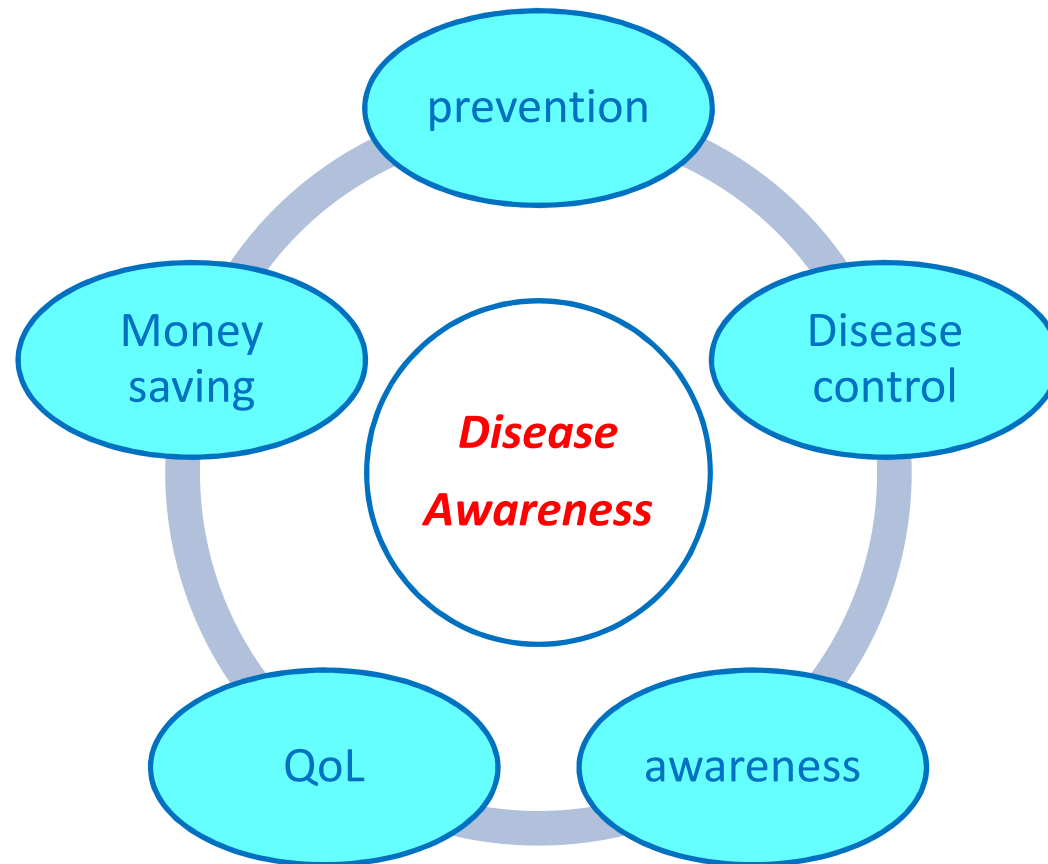 prevention
Disease
control
awareness
QoL
Money
saving
Disease
Awareness